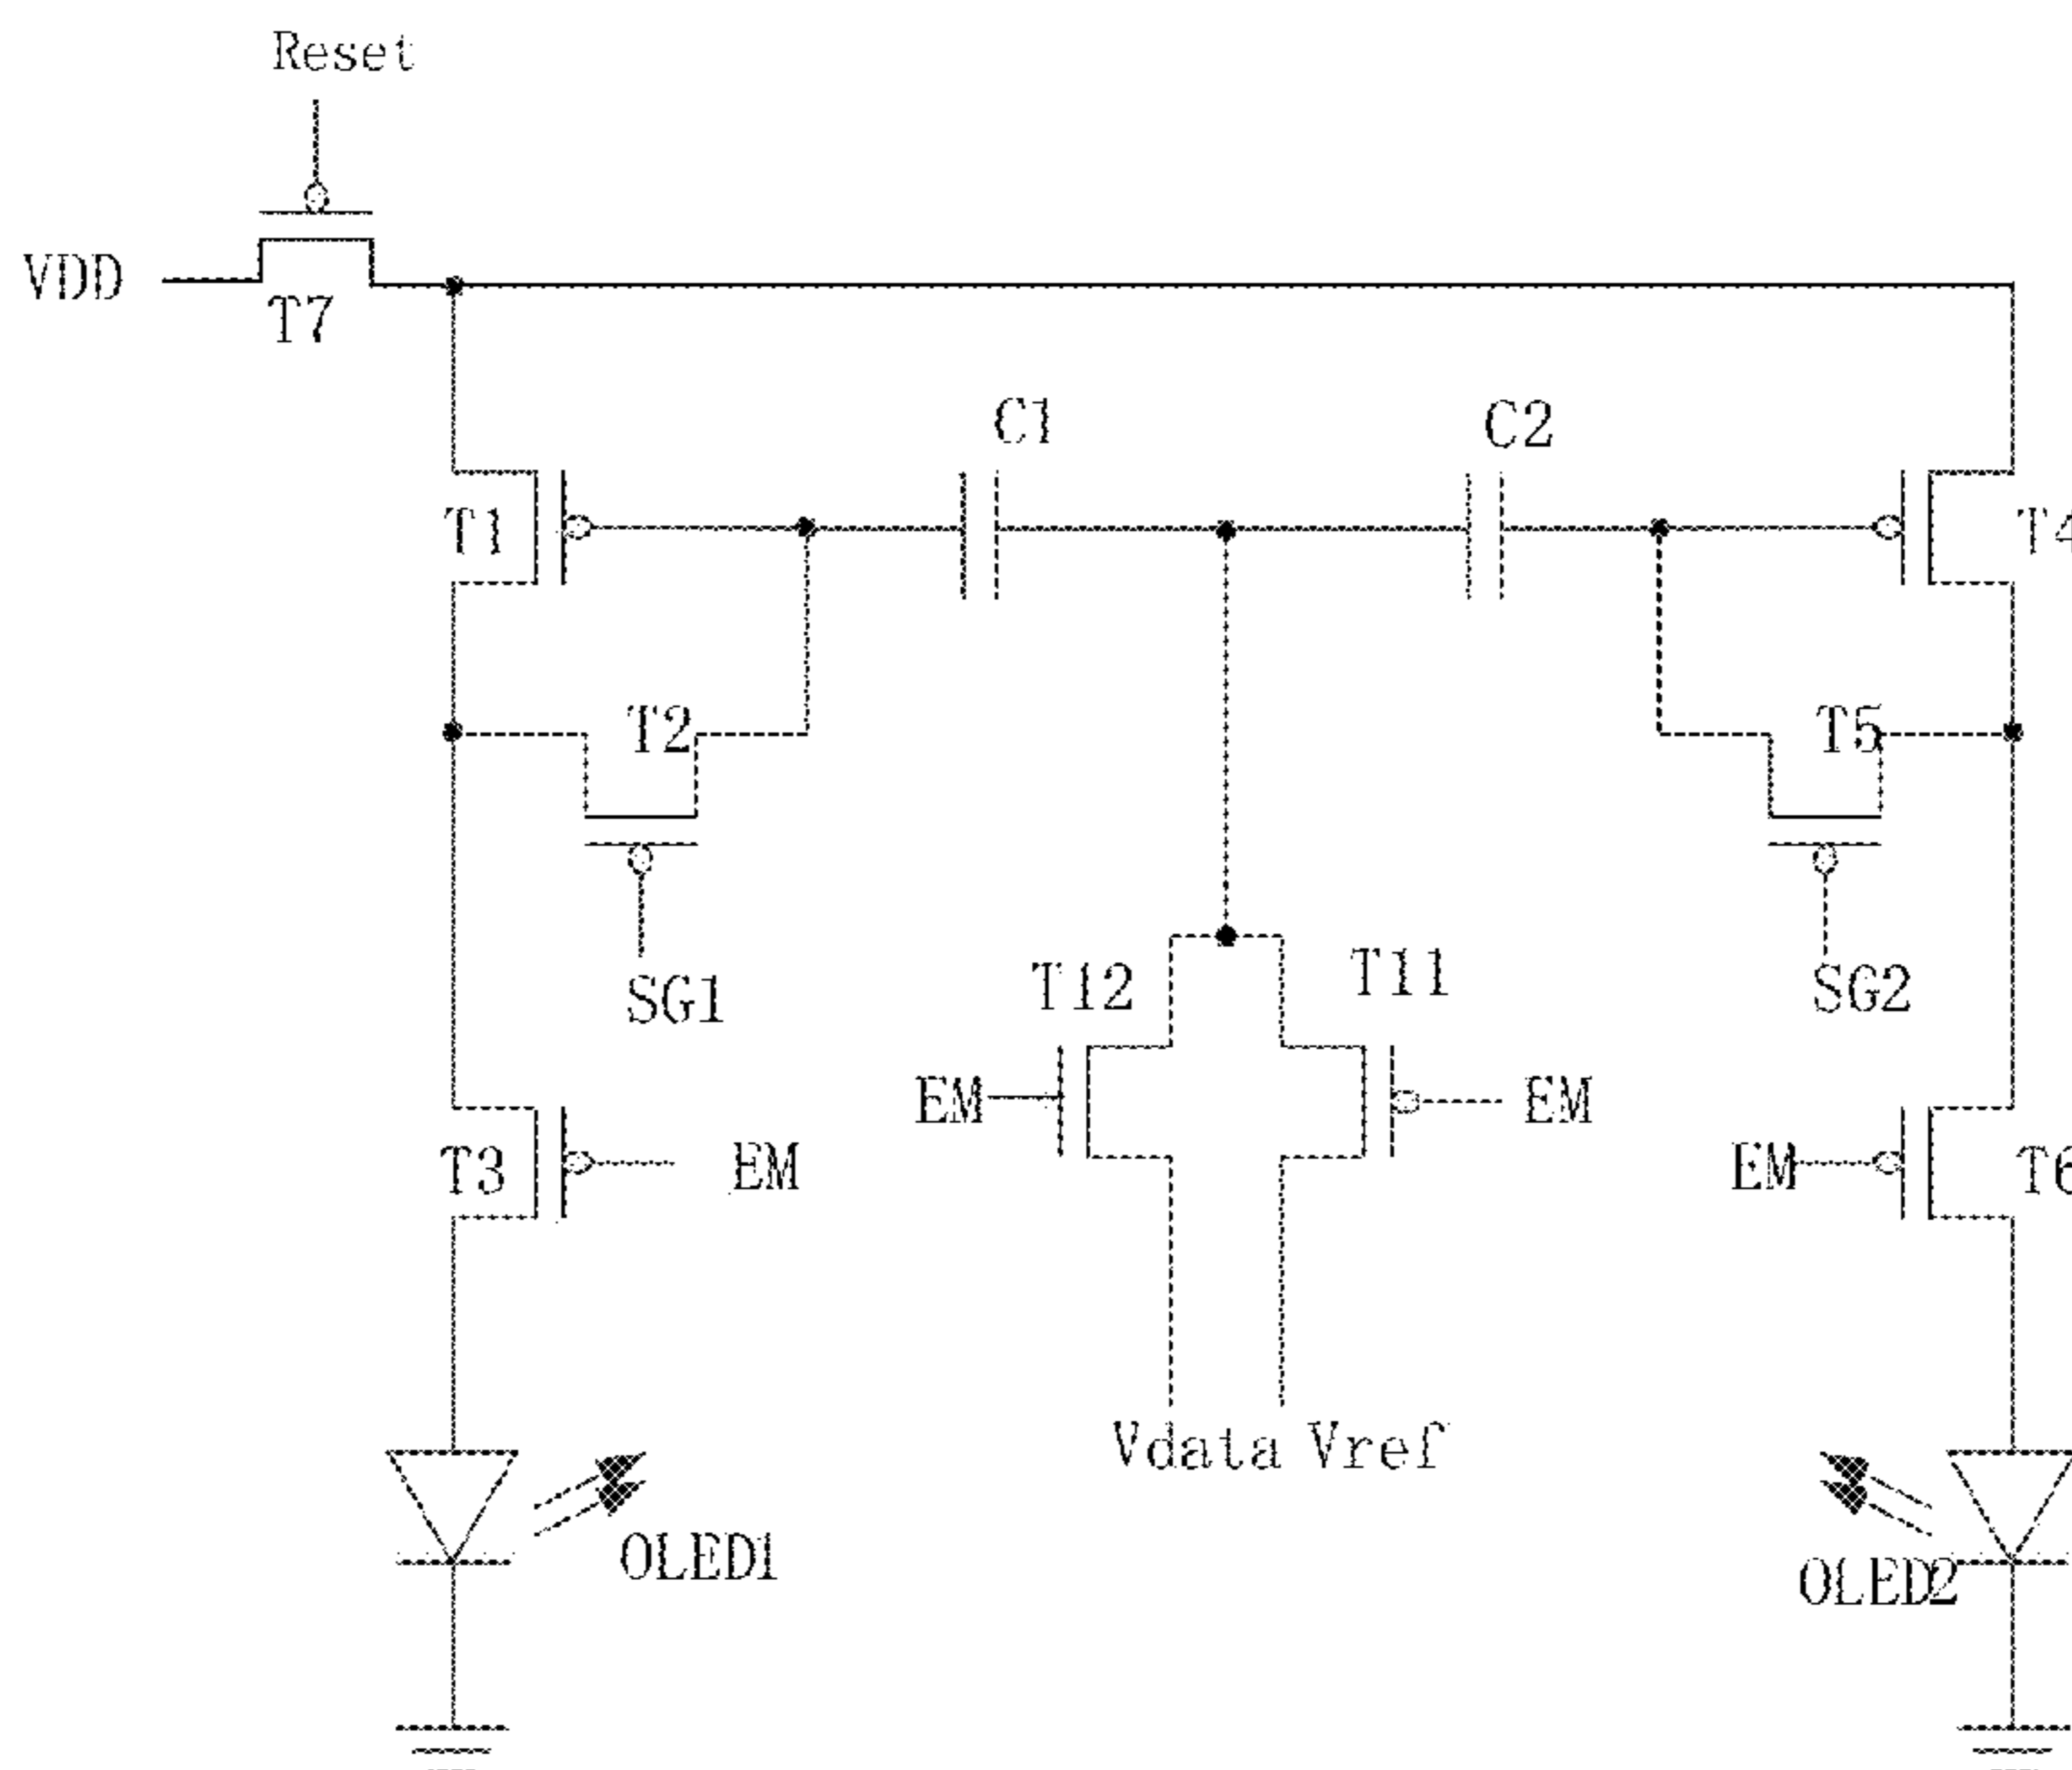 Reset
VDD
T7
C1
C2
T1
T4
T2
T5
SG1
T12
T11
SG2
EM
EM
T3
EM
EM
T6
Vdata Vref
OLED1
OLED2